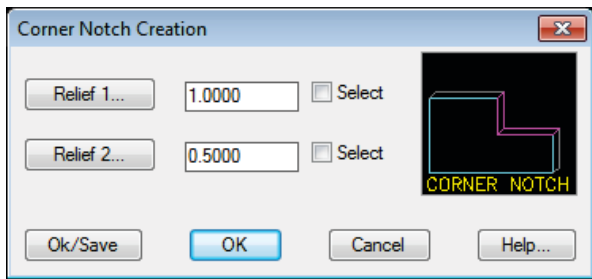 Corner Notch Creation
Relief 1... 1.0000 Select
Relief 2... 0.5000 Select
CORNER NOTCH
Ok/Save OK Cancel Help...